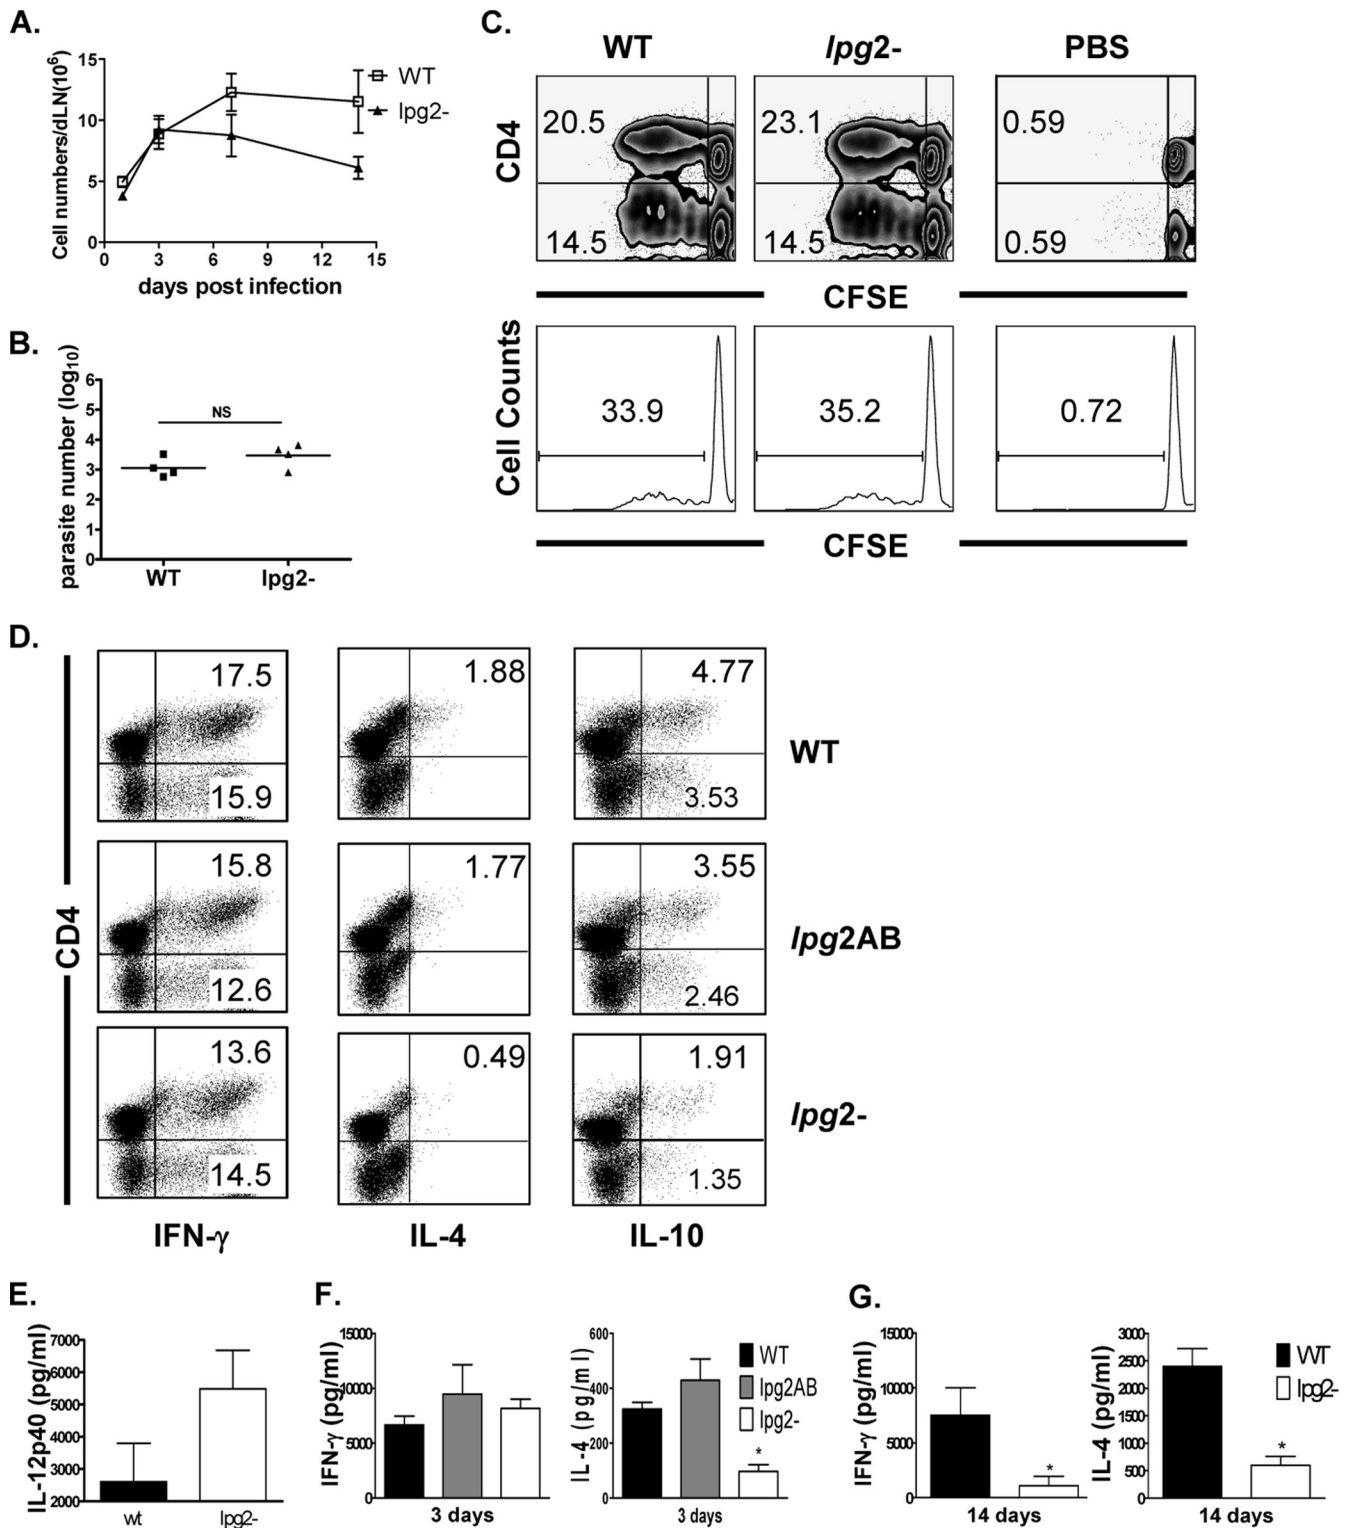 A.
Cell numbers/dLN(10⁶)
15
10
5
0
0 3 6 9 12 15
days post infection
WT
lpg2-
B.
parasite number (log₁₀)
6
5
4
3
2
1
0
NS
WT lpg2-
C.
WT lpg2- PBS
CD4
20.5 23.1 0.59
14.5 14.5 0.59
CFSE
Cell Counts
33.9 35.2 0.72
CFSE
D.
CD4
17.5 1.88 4.77
WT
15.9 3.53
15.8 1.77 3.55
lpg2AB
12.6 2.46
13.6 0.49 1.91
lpg2-
14.5 1.35
IFN-γ IL-4 IL-10
E.
IL-12p40 (pg/ml)
7000
6000
5000
4000
3000
2000
wt lpg2-
F.
IFN-γ (pg/ml)
15000
10000
5000
0
3 days
IL-4 (pg/ml)
600
400
200
0
*
3 days
WT
lpg2AB
lpg2-
G.
IFN-γ (pg/ml)
15000
10000
5000
0
*
14 days
IL-4 (pg/ml)
3000
2500
2000
1500
1000
500
0
*
14 days
WT
lpg2-